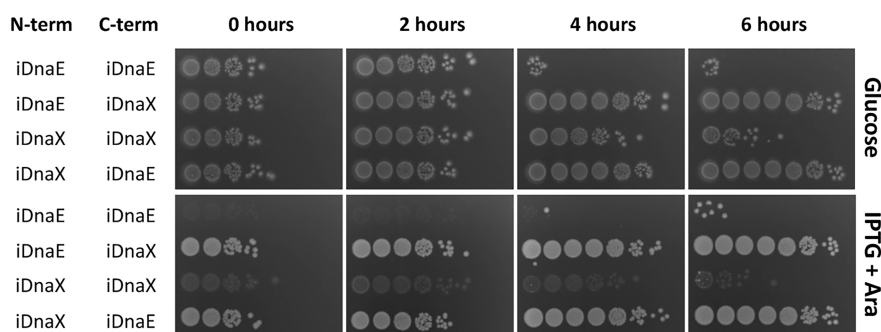 N-term C-term 0 hours 2 hours 4 hours 6 hours
iDnaE iDnaE
iDnaE iDnaX
iDnaX iDnaX
iDnaX iDnaE
Glucose
iDnaE iDnaE
iDnaE iDnaX
iDnaX iDnaX
iDnaX iDnaE
IPTG + Ara